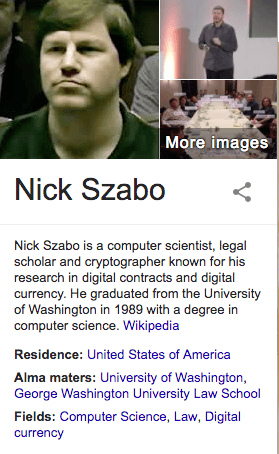 More images
Nick Szabo
Nick Szabo is a computer scientist, legal
scholar and cryptographer known for his
research in digital contracts and digital
currency. He graduated from the University
of Washington in 1989 with a degree in
computer science. Wikipedia
Residence: United States of America
Alma maters: University of Washington,
George Washington University Law School
Fields: Computer Science, Law, Digital
currency